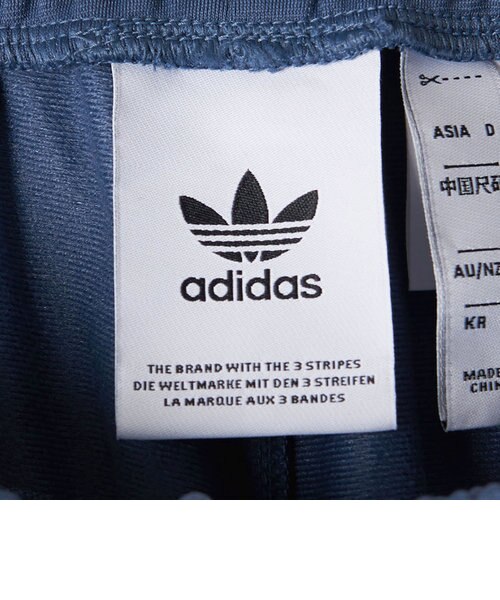 adidas
THE BRAND WITH THE 3 STRIPES
DIE WELTMARKE MIT DEN 3 STREIFEN
LA MARQUE AUX 3 BANDES
ASIA D
中国尺码
AU/NZ
KR
MADE
CHIN